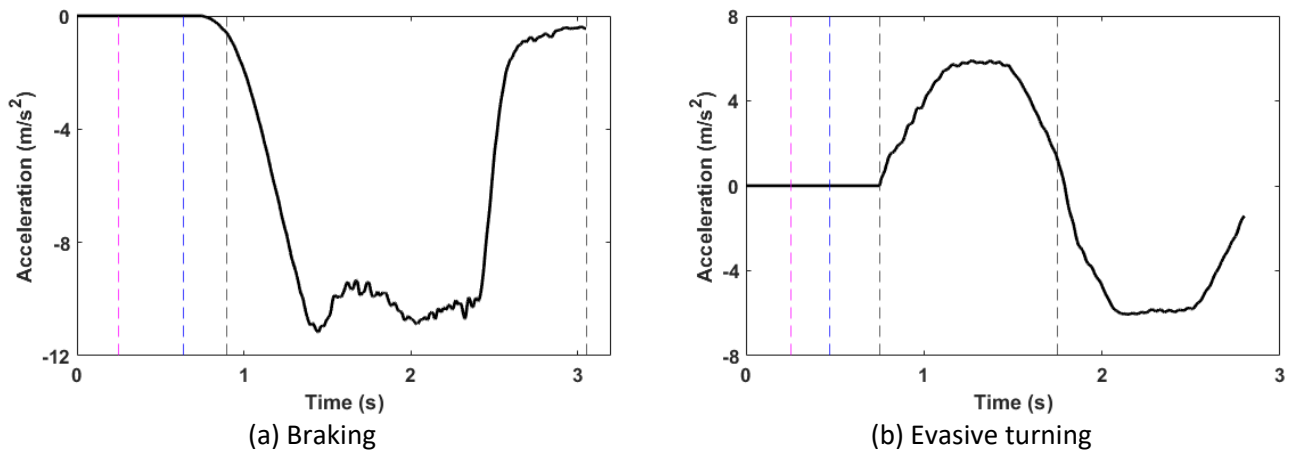 0
-4
-8
-12
Acceleration (m/s²)
0 1 2 3
Time (s)
(a) Braking
8
4
0
-4
-8
Acceleration (m/s²)
0 1 2 3
Time (s)
(b) Evasive turning